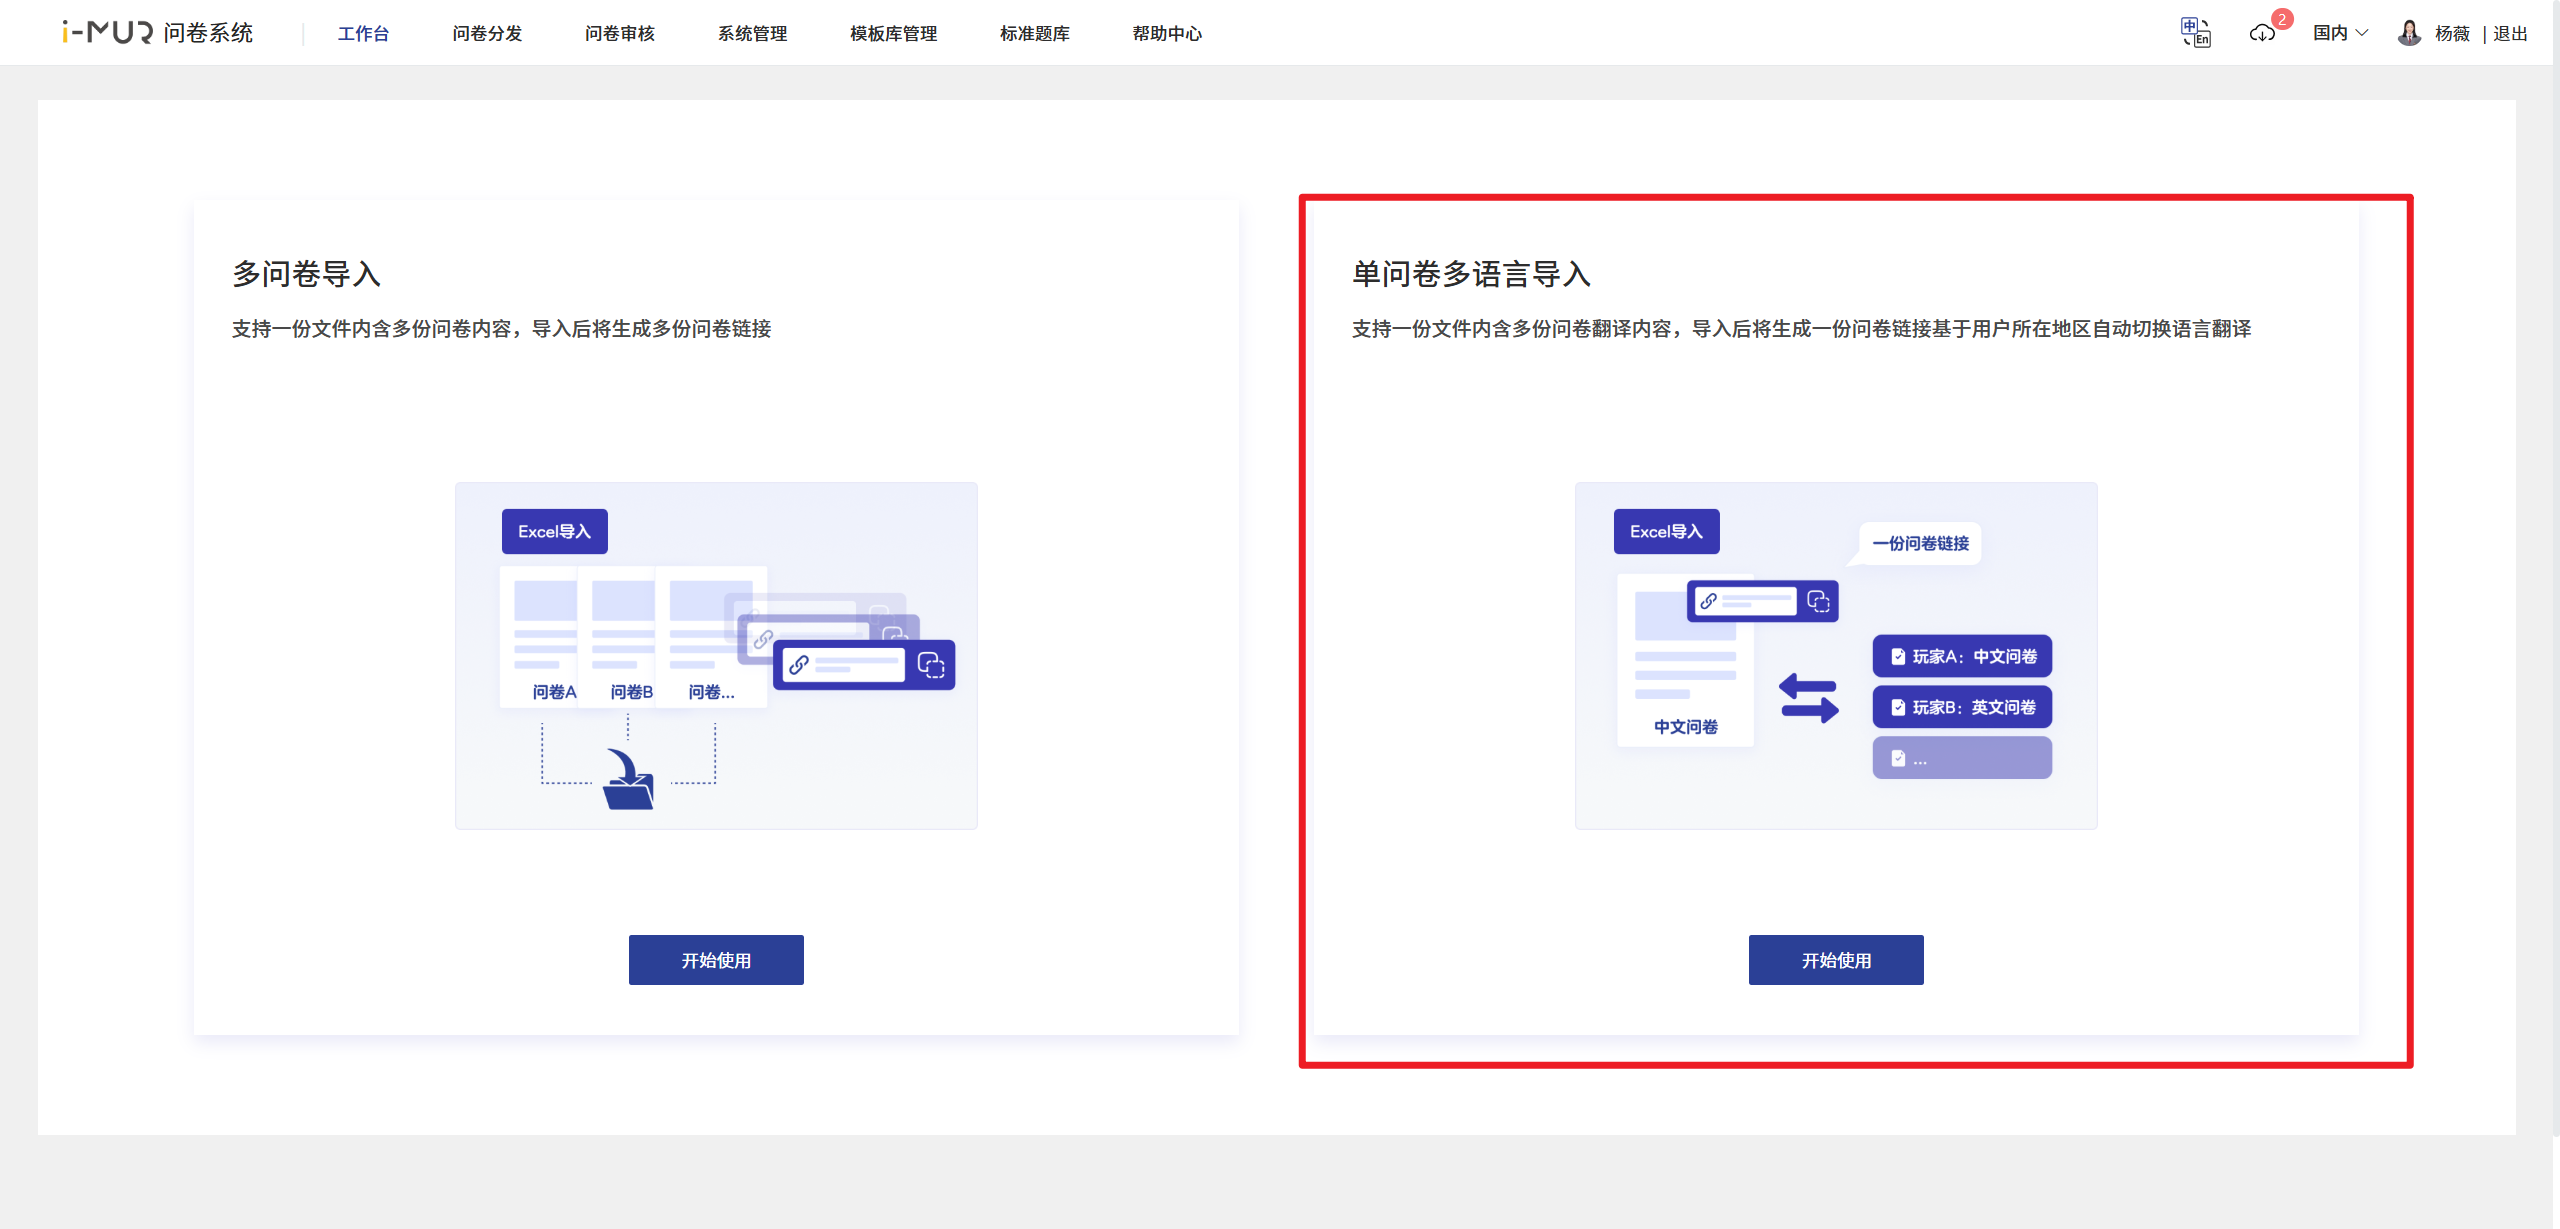 i-MUR 问卷系统 工作台 问卷分发 问卷审核 系统管理 模板库管理 标准题库 帮助中心 中 En 2 国内 杨薇 | 退出
多问卷导入
支持一份文件内含多份问卷内容，导入后将生成多份问卷链接
Excel导入
问卷A 问卷B 问卷...
开始使用
单问卷多语言导入
支持一份文件内含多份问卷翻译内容，导入后将生成一份问卷链接基于用户所在地区自动切换语言翻译
Excel导入
一份问卷链接
中文问卷
玩家A：中文问卷
玩家B：英文问卷
...
开始使用